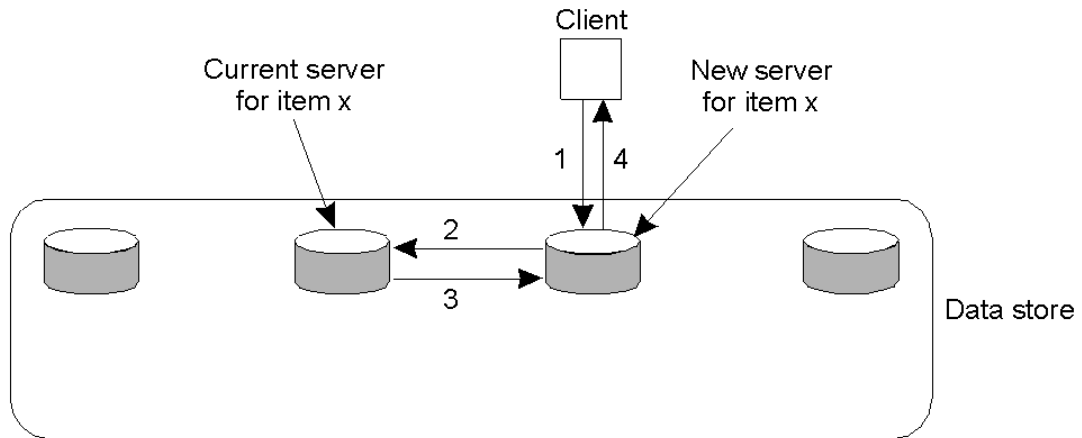 Client
Current server
for item x
New server
for item x
1
4
2
3
Data store